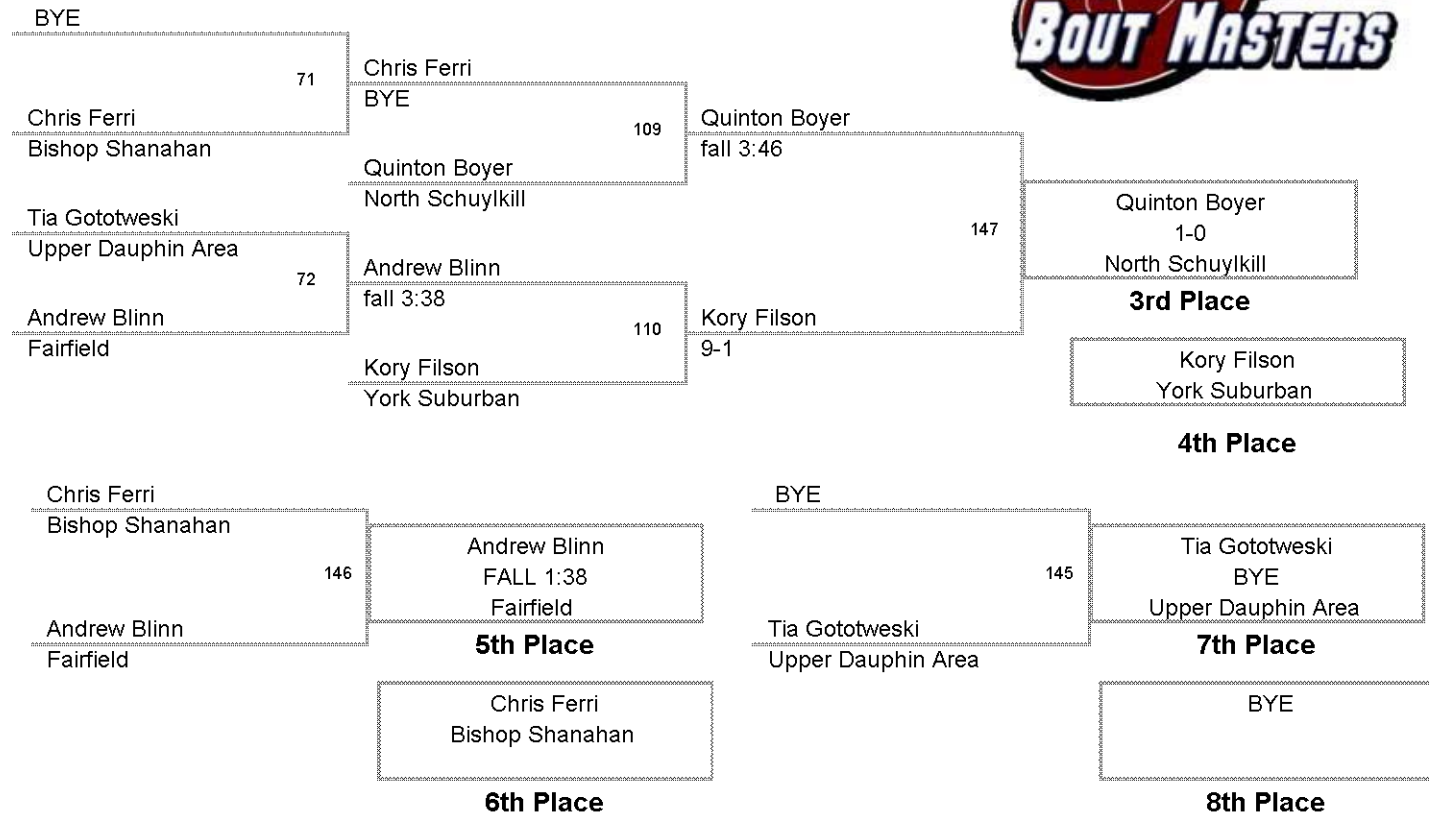 BYE
BOUT MASTERS
71
Chris Ferri
BYE
Chris Ferri
Bishop Shanahan
109
Quinton Boyer
fall 3:46
Quinton Boyer
North Schuylkill
Tia Gototweski
Upper Dauphin Area
147
Quinton Boyer
1-0
North Schuylkill
3rd Place
72
Andrew Blinn
fall 3:38
Andrew Blinn
Fairfield
110
Kory Filson
9-1
Kory Filson
York Suburban
Kory Filson
York Suburban
4th Place
Chris Ferri
Bishop Shanahan
146
Andrew Blinn
FALL 1:38
Fairfield
Andrew Blinn
Fairfield
5th Place
Chris Ferri
Bishop Shanahan
6th Place
BYE
145
Tia Gototweski
BYE
Upper Dauphin Area
Tia Gototweski
Upper Dauphin Area
7th Place
BYE
8th Place